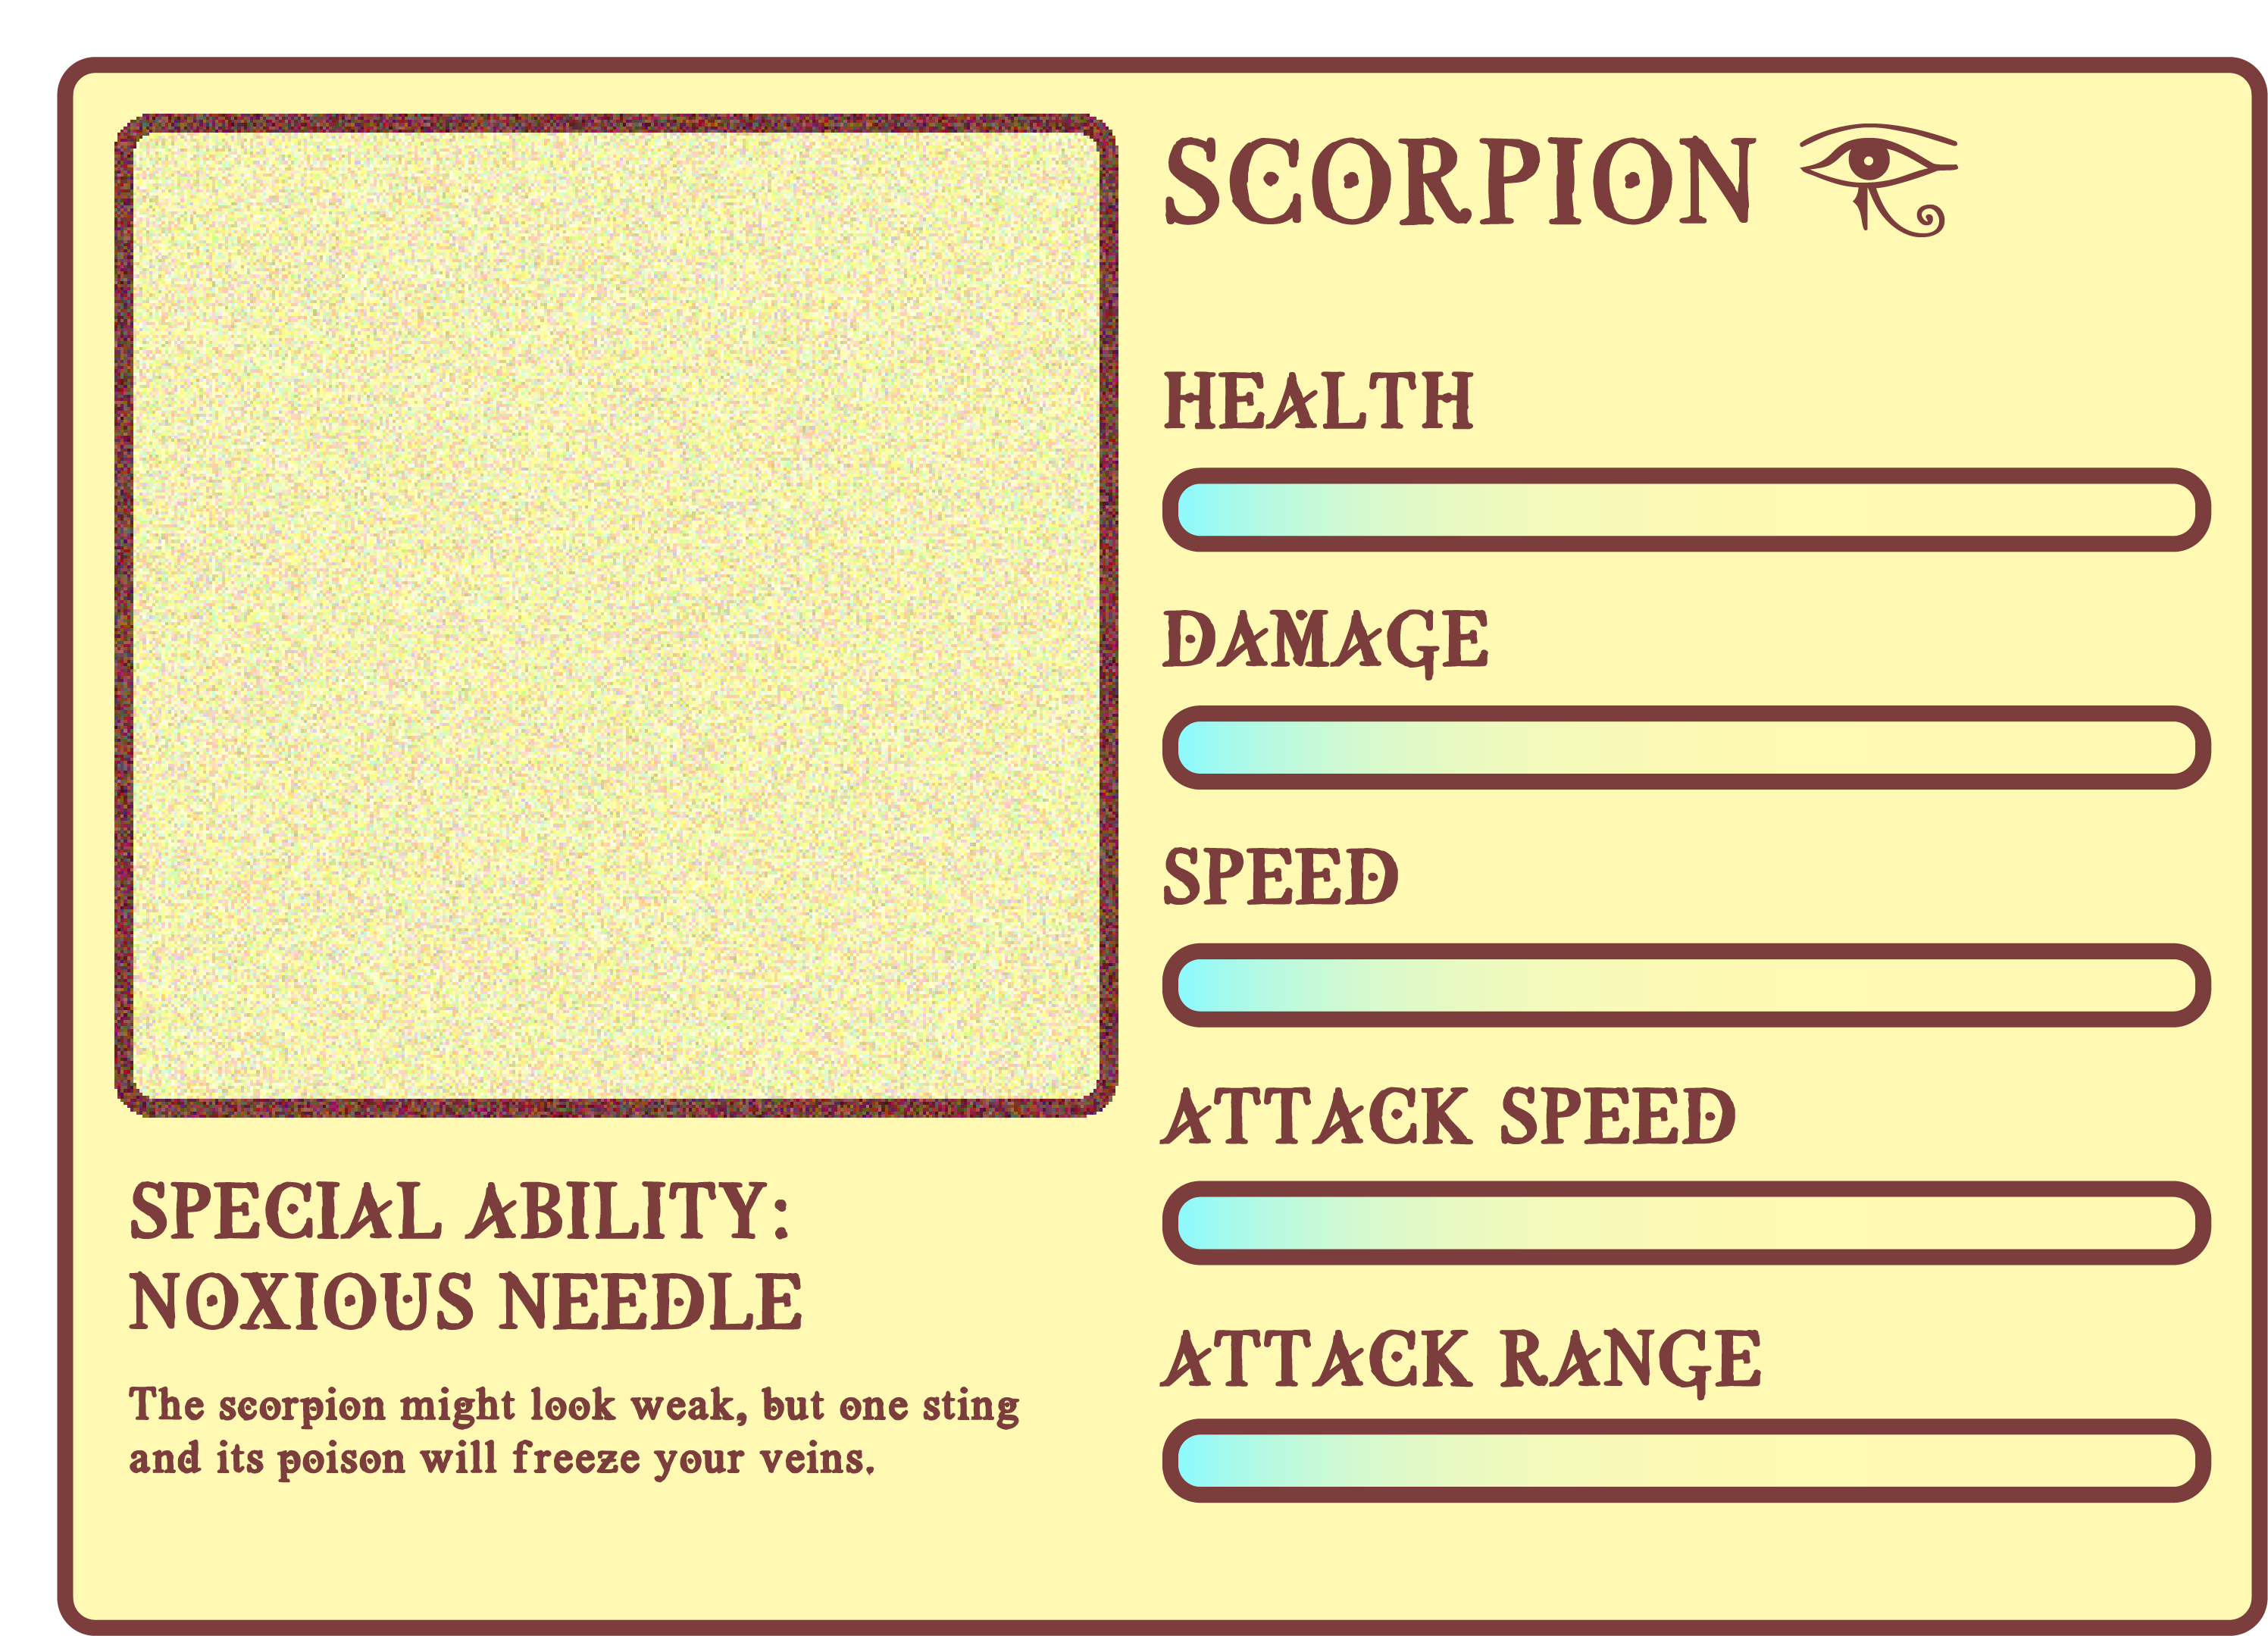 SCORPION
HEALTH
DAMAGE
SPEED
ATTACK SPEED
ATTACK RANGE
SPECIAL ABILITY:
NOXIOUS NEEDLE
The scorpion might look weak, but one sting
and its poison will freeze your veins.